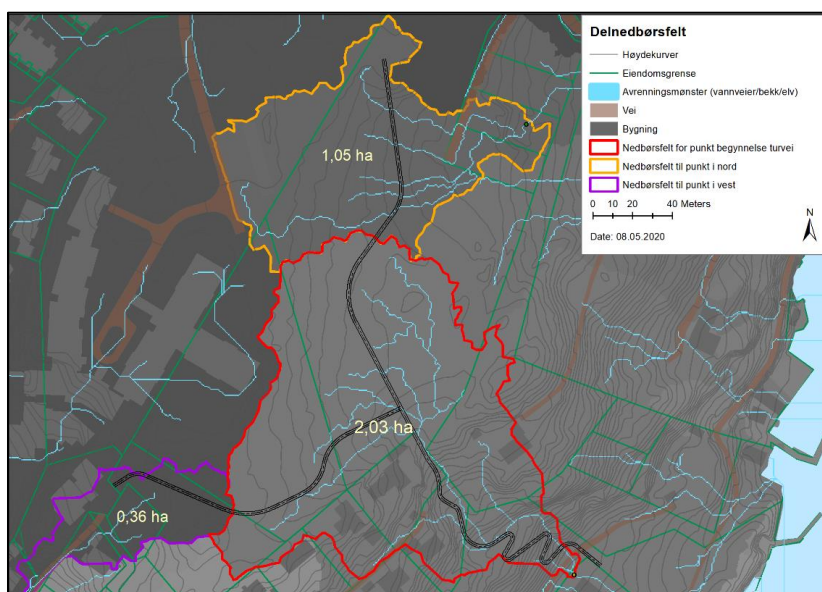 Delnedbørsfelt
Høydekurver
Eiendomsgrense
Avrenningsmønster (vannveier/bekk/elv)
Vei
Bygning
Nedbørsfelt for punkt begynnelse turvei
Nedbørsfelt til punkt i nord
Nedbørsfelt til punkt i vest
0 10 20 40 Meters
N
Date: 08.05.2020
1,05 ha
2,03 ha
0,36 ha